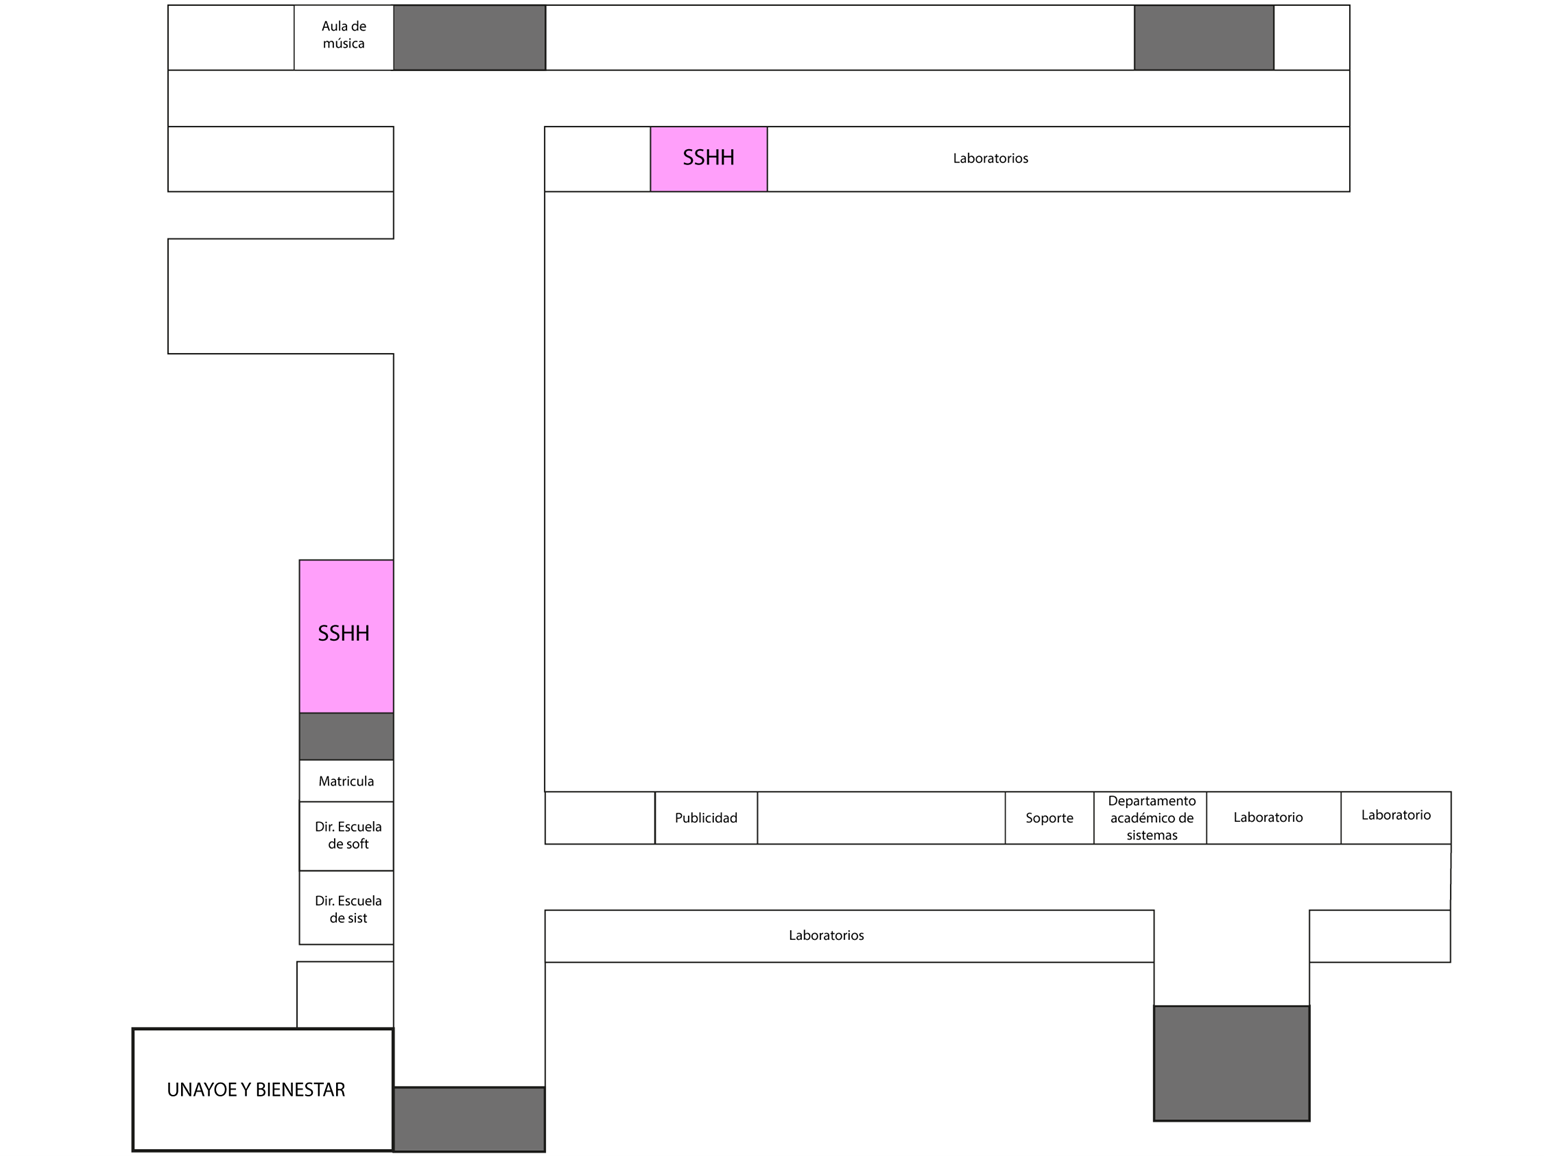 Aula de
música
SSHH
Laboratorios
SSHH
Matricula
Dir. Escuela
de soft
Dir. Escuela
de sist
Publicidad
Soporte
Departamento
académico de
sistemas
Laboratorio
Laboratorio
Laboratorios
UNAYOE Y BIENESTAR